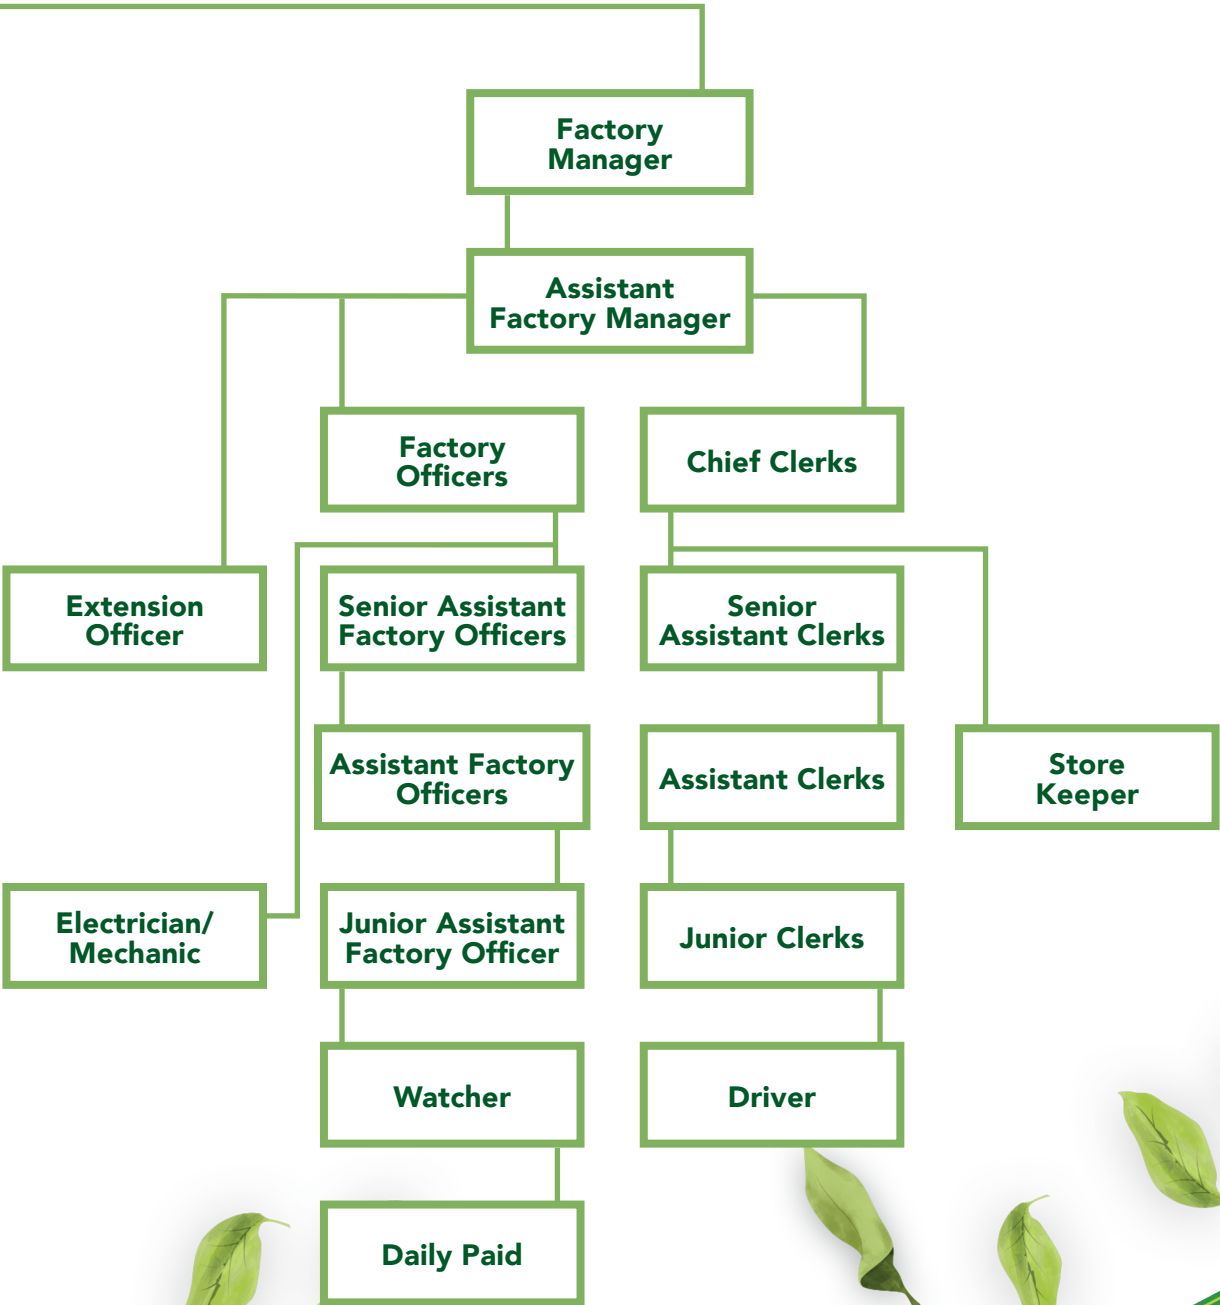 Factory
Manager
Assistant
Factory Manager
Factory
Officers
Chief Clerks
Extension
Officer
Senior Assistant
Factory Officers
Senior
Assistant Clerks
Assistant Factory
Officers
Assistant Clerks
Store
Keeper
Electrician/
Mechanic
Junior Assistant
Factory Officer
Junior Clerks
Watcher
Driver
Daily Paid